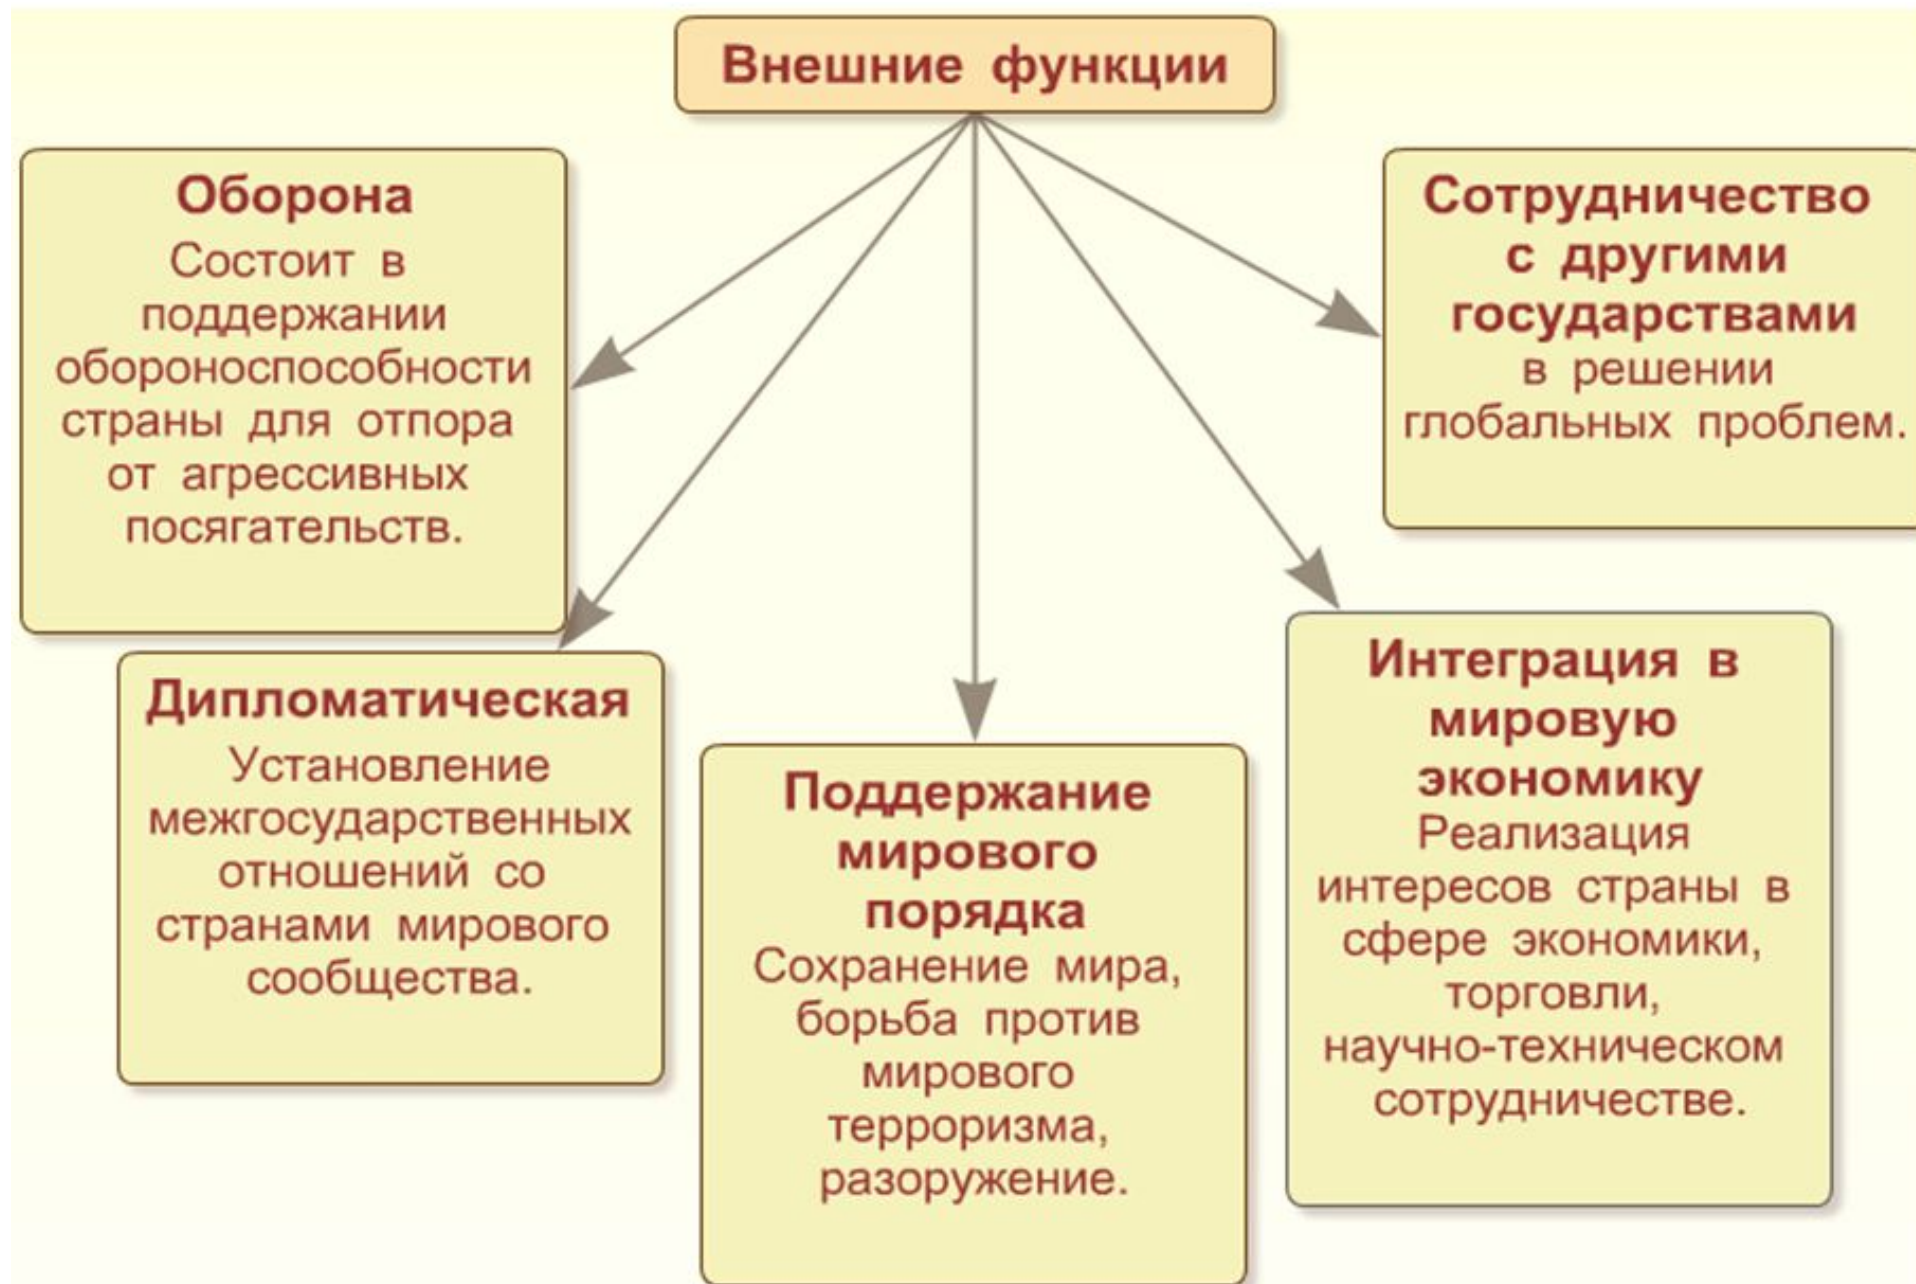 Внешние функции
Оборона
Состоит в
поддержании
обороноспособности
страны для отпора
от агрессивных
посягательств.
Дипломатическая
Установление
межгосударственных
отношений со
странами мирового
сообщества.
Поддержание
мирового
порядка
Сохранение мира,
борьба против
мирового
терроризма,
разоружение.
Интеграция в
мировую
экономику
Реализация
интересов страны в
сфере экономики,
торговли,
научно-техническом
сотрудничестве.
Сотрудничество
с другими
государствами
в решении
глобальных проблем.